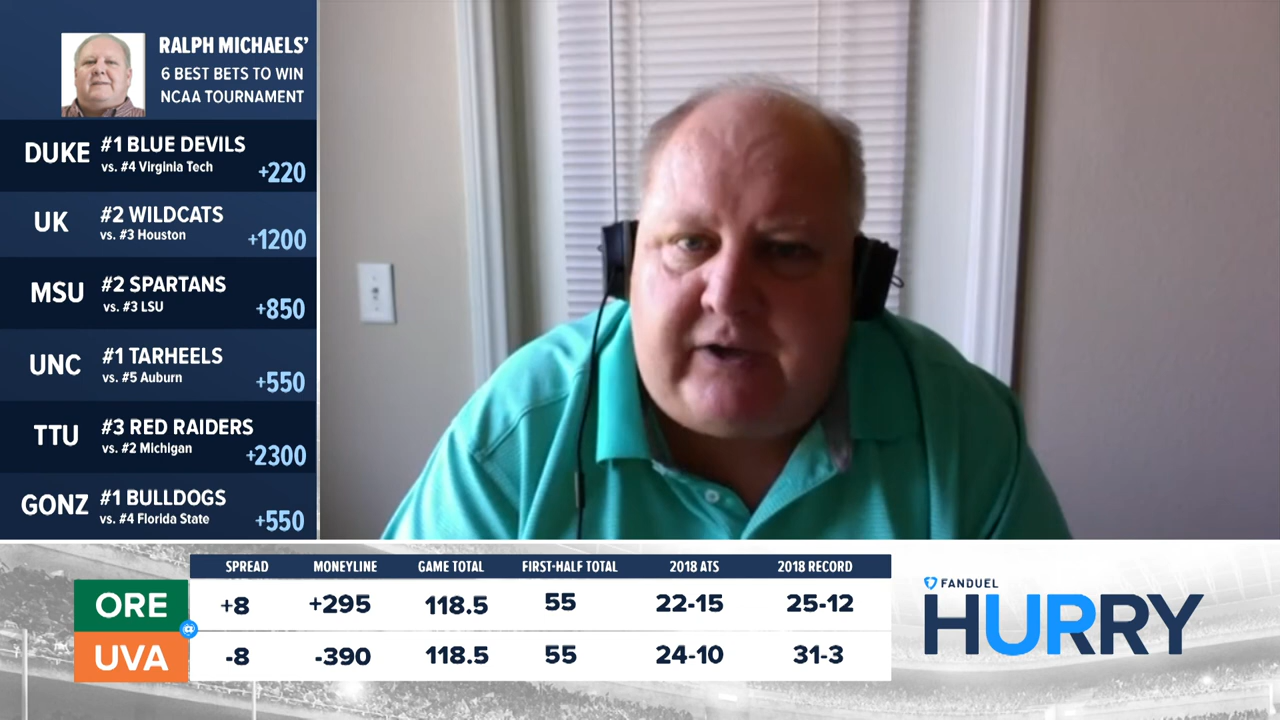 RALPH MICHAELS'
6 BEST BETS TO WIN
NCAA TOURNAMENT
DUKE #1 BLUE DEVILS
vs. #4 Virginia Tech +220
UK #2 WILDCATS
vs. #3 Houston +1200
MSU #2 SPARTANS
vs. #3 LSU +850
UNC #1 TARHEELS
vs. #5 Auburn +550
TTU #3 RED RAIDERS
vs. #2 Michigan +2300
GONZ #1 BULLDOGS
vs. #4 Florida State +550
SPREAD MONEYLINE GAME TOTAL FIRST-HALF TOTAL 2018 ATS 2018 RECORD
ORE +8 +295 118.5 55 22-15 25-12
@
UVA -8 -390 118.5 55 24-10 31-3
FANDUEL
HURRY UP